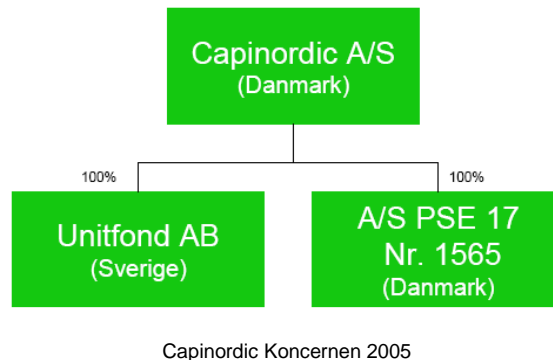 Capinordic A/S
(Danmark)
100%
100%
Unitfond AB
(Sverige)
A/S PSE 17
Nr. 1565
(Danmark)
Capinordic Koncernen 2005